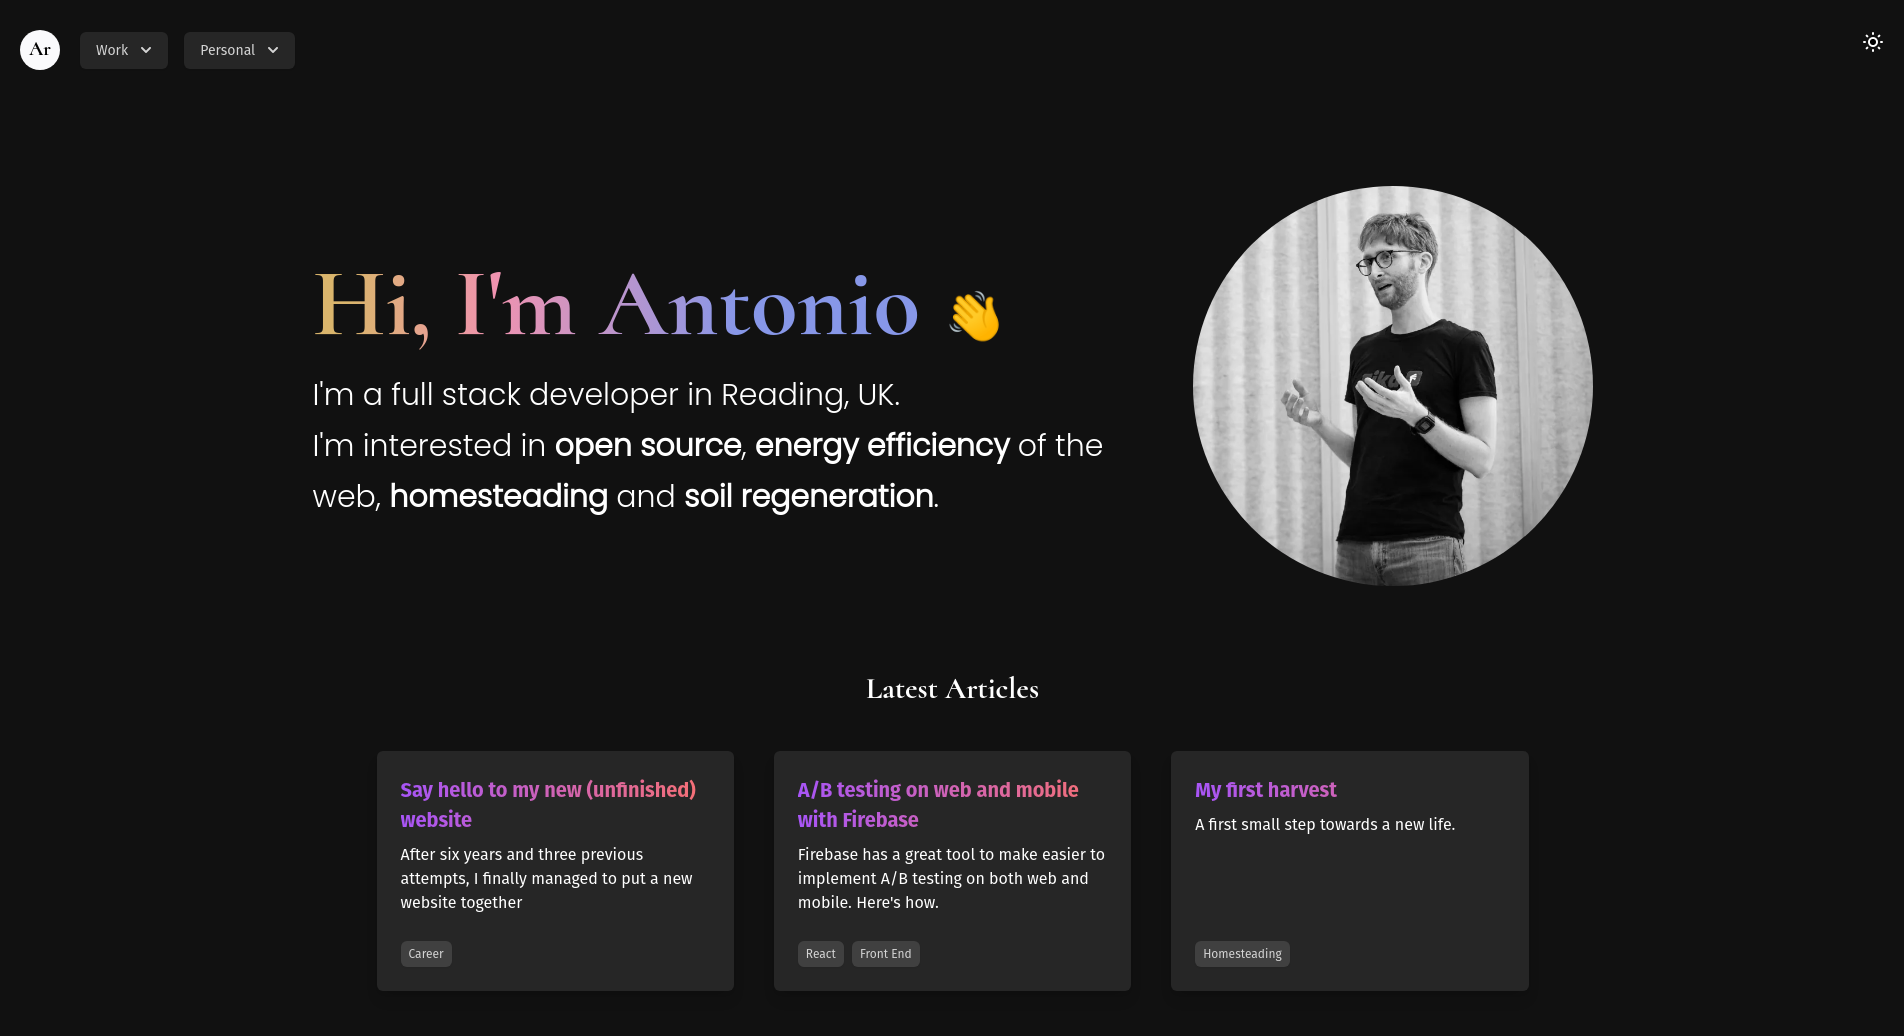 Ar
Work
Personal
Hi, I'm Antonio 👋
I'm a full stack developer in Reading, UK.
I'm interested in open source, energy efficiency of the
web, homesteading and soil regeneration.
Latest Articles
Say hello to my new (unfinished)
website
After six years and three previous
attempts, I finally managed to put a new
website together
Career
A/B testing on web and mobile
with Firebase
Firebase has a great tool to make easier to
implement A/B testing on both web and
mobile. Here's how.
React
Front End
My first harvest
A first small step towards a new life.
Homesteading